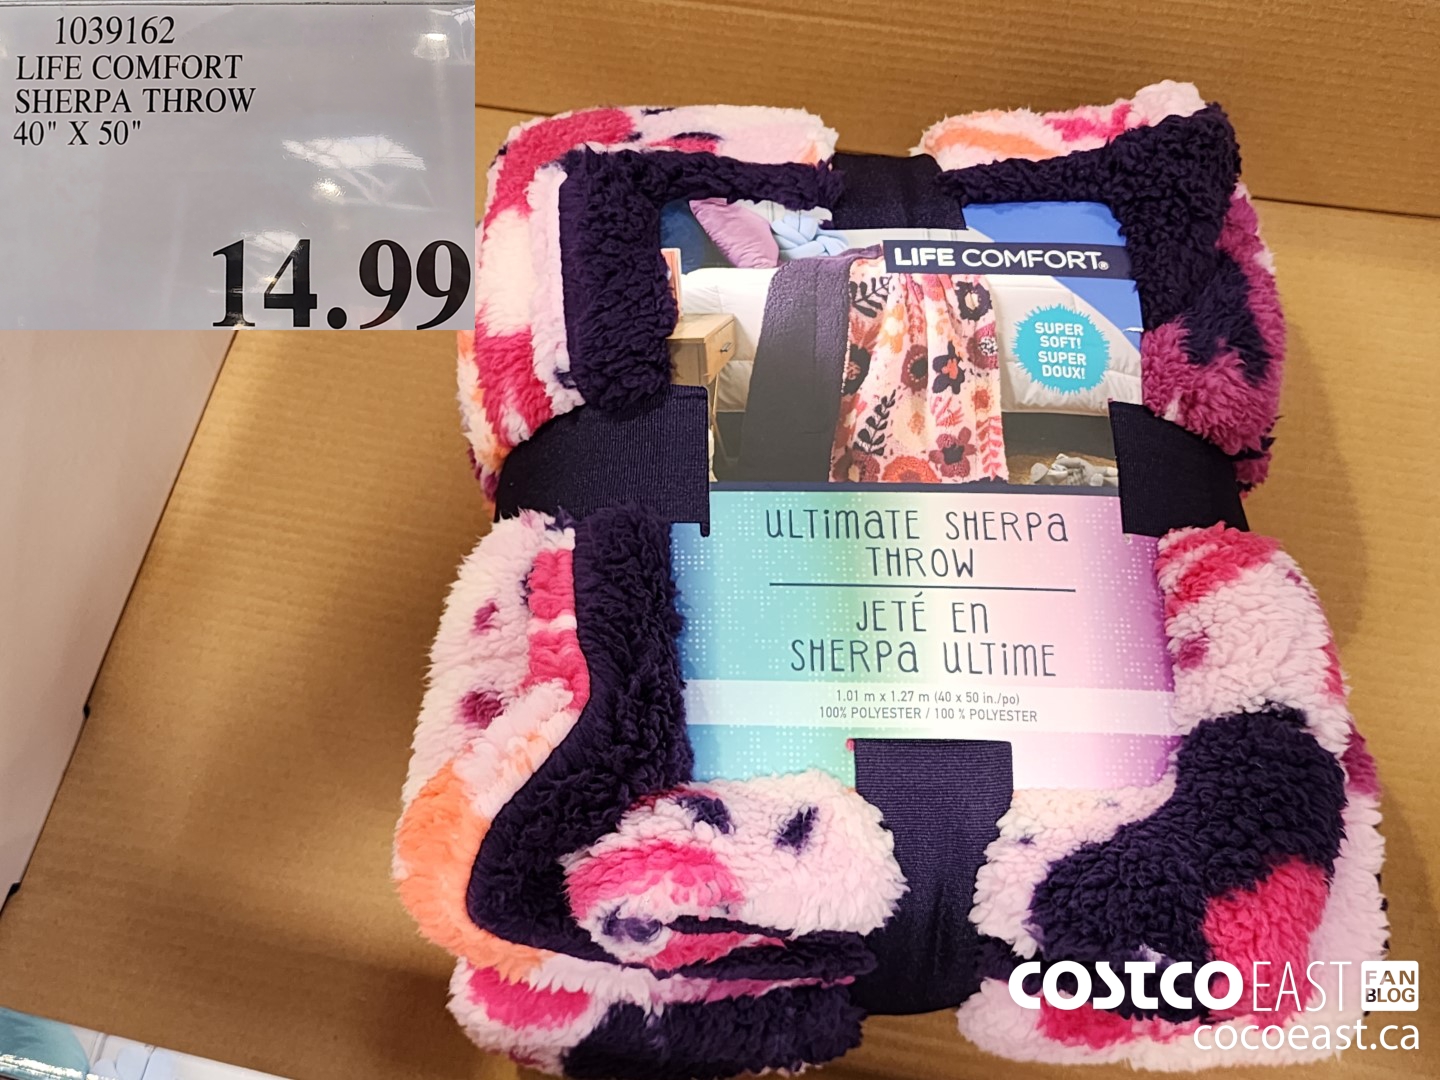 1039162
LIFE COMFORT
SHERPA THROW
40" X 50"
14.99
LIFE COMFORT®
SUPER
SOFT!
SUPER
DOUX!
ULTIMATE SHERPA
THROW
JETÉ EN
SHERPA ULTIME
1.01 m x 1.27 m (40 x 50 in./po)
100% POLYESTER / 100 % POLYESTER
COSTCO EAST FAN
BLOG
cocoeast.ca